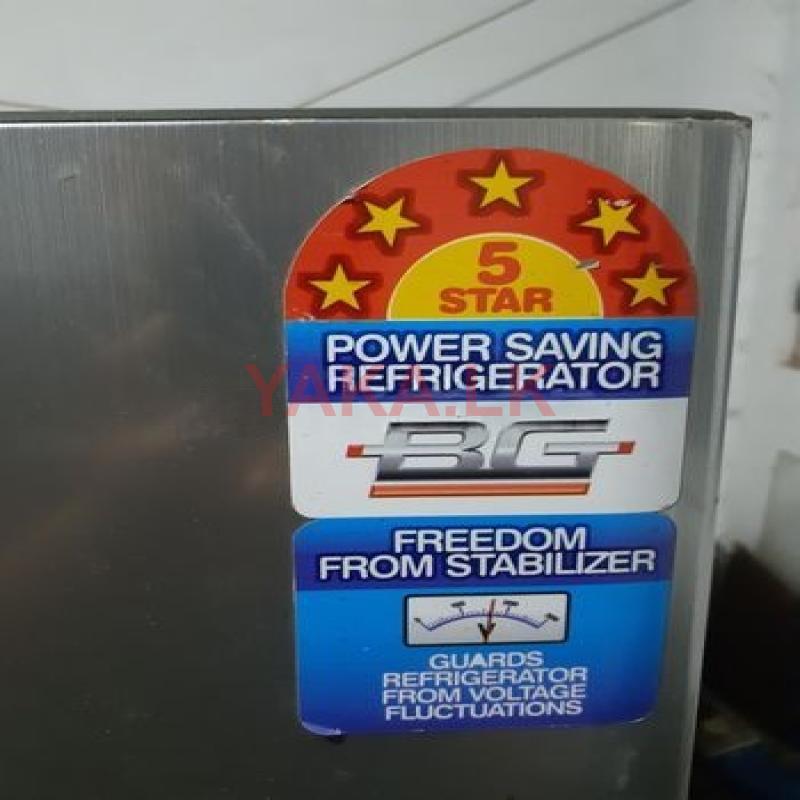 5
STAR
POWER SAVING
REFRIGERATOR
YAKA.LK
BG
FREEDOM
FROM STABILIZER
V
GUARDS
REFRIGERATOR
FROM VOLTAGE
FLUCTUATIONS